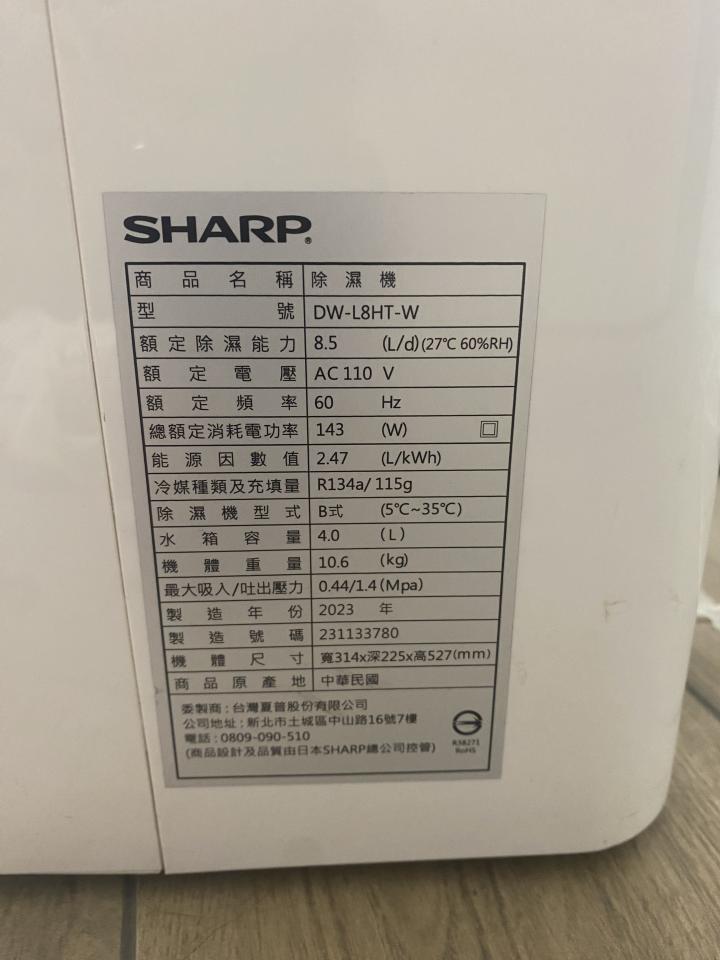 SHARP®
商品名稱 除濕機
型號 DW-L8HT-W
額定除濕能力 8.5 (L/d)(27℃ 60%RH)
額定電壓 AC 110 V
額定頻率 60 Hz
總額定消耗電功率 143 (W)
能源因數值 2.47 (L/kWh)
冷媒種類及充填量 R134a/ 115g
除濕機型式 B式 (5℃~35℃)
水箱容量 4.0 (L)
機體重量 10.6 (kg)
最大吸入/吐出壓力 0.44/1.4(Mpa)
製造年份 2023 年
製造號碼 231133780
機體尺寸 寬314x深225x高527(mm)
商品原產地 中華民國
委製商:台灣夏普股份有限公司
公司地址:新北市土城區中山路16號7樓
電話:0809-090-510
(商品設計及品質由日本SHARP總公司控管)
R38271
RoHS